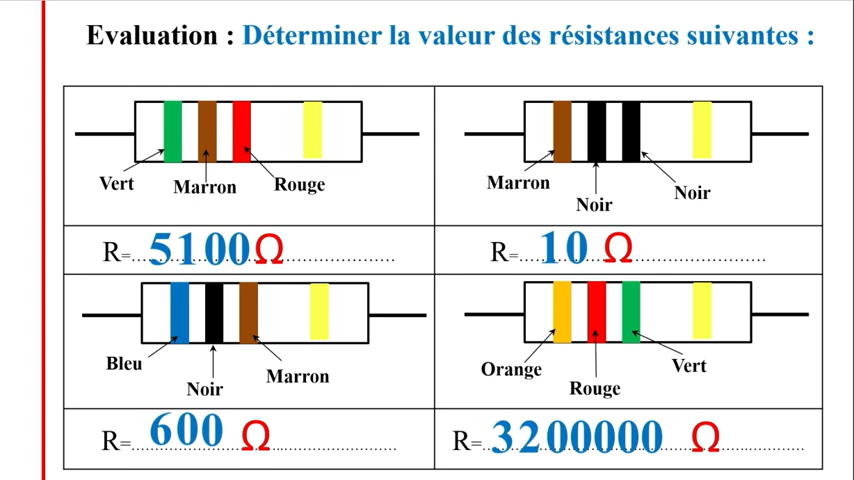 Evaluation : Déterminer la valeur des résistances suivantes :
Vert
Marron
Rouge
Marron
Noir
Noir
R=5100Ω
R=10 Ω
Bleu
Noir
Marron
Orange
Rouge
Vert
R=600 Ω
R=3200000 Ω